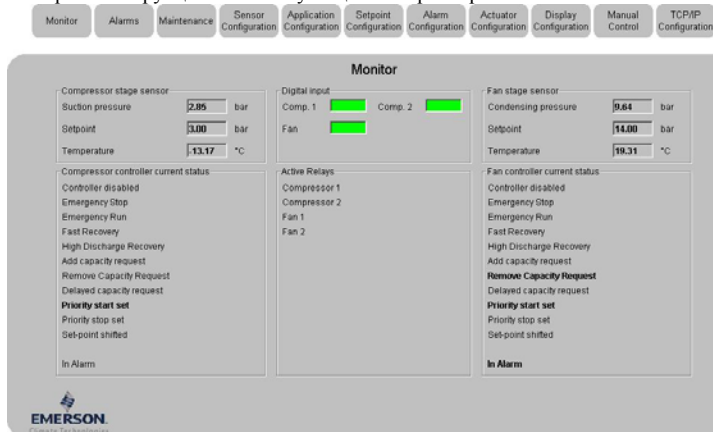 Monitor
Alarms
Maintenance
Sensor Configuration
Application Configuration
Setpoint Configuration
Alarm Configuration
Actuator Configuration
Display Configuration
Manual Control
TCP/IP Configuration
Monitor
Compressor stage sensor
Suction pressure 2.85 bar
Setpoint 3.00 bar
Temperature -13.17 °C
Digital input
Comp. 1 Comp. 2
Fan
Fan stage sensor
Condensing pressure 9.64 bar
Setpoint 14.00 bar
Temperature 19.31 °C
Compressor controller current status
Controller disabled
Emergency Stop
Emergency Run
Fast Recovery
High Discharge Recovery
Add capacity request
Remove Capacity Request
Delayed capacity request
Priority start set
Priority stop set
Set-point shifted
In Alarm
Active Relays
Compressor 1
Compressor 2
Fan 1
Fan 2
Fan controller current status
Controller disabled
Emergency Stop
Emergency Run
Fast Recovery
High Discharge Recovery
Add capacity request
Remove Capacity Request
Delayed capacity request
Priority start set
Priority stop set
Set-point shifted
In Alarm
EMERSON.
Climate Technologies